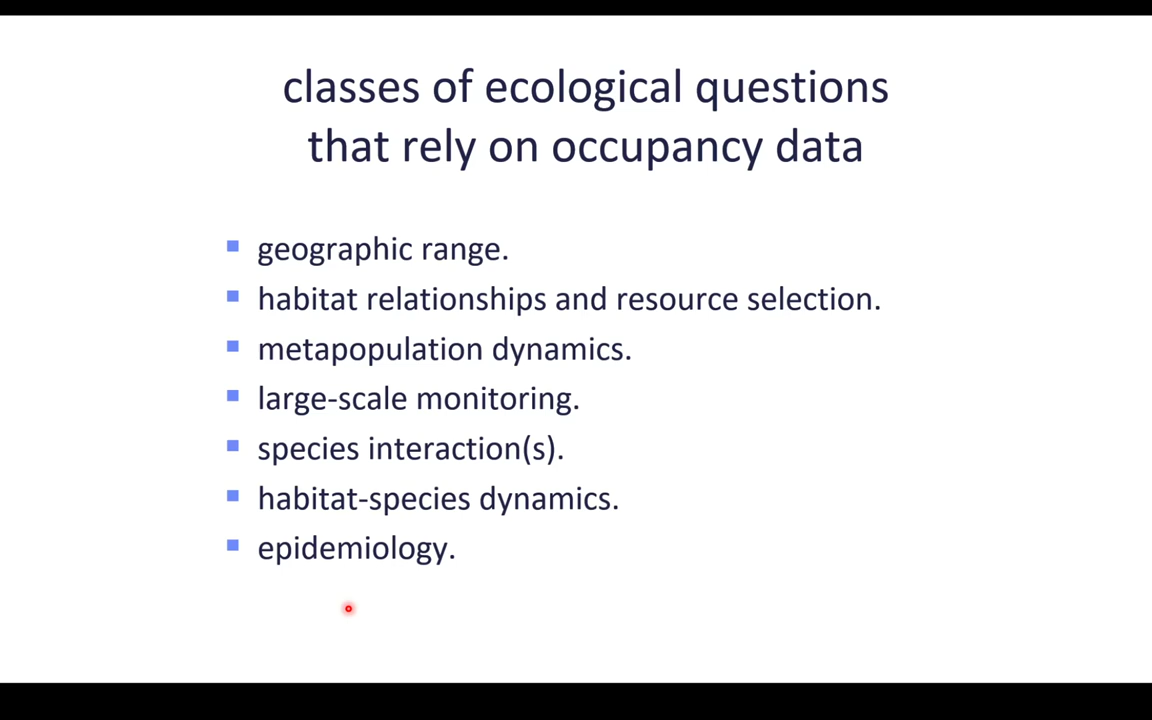 classes of ecological questions
that rely on occupancy data
geographic range.
habitat relationships and resource selection.
metapopulation dynamics.
large-scale monitoring.
species interaction(s).
habitat-species dynamics.
epidemiology.